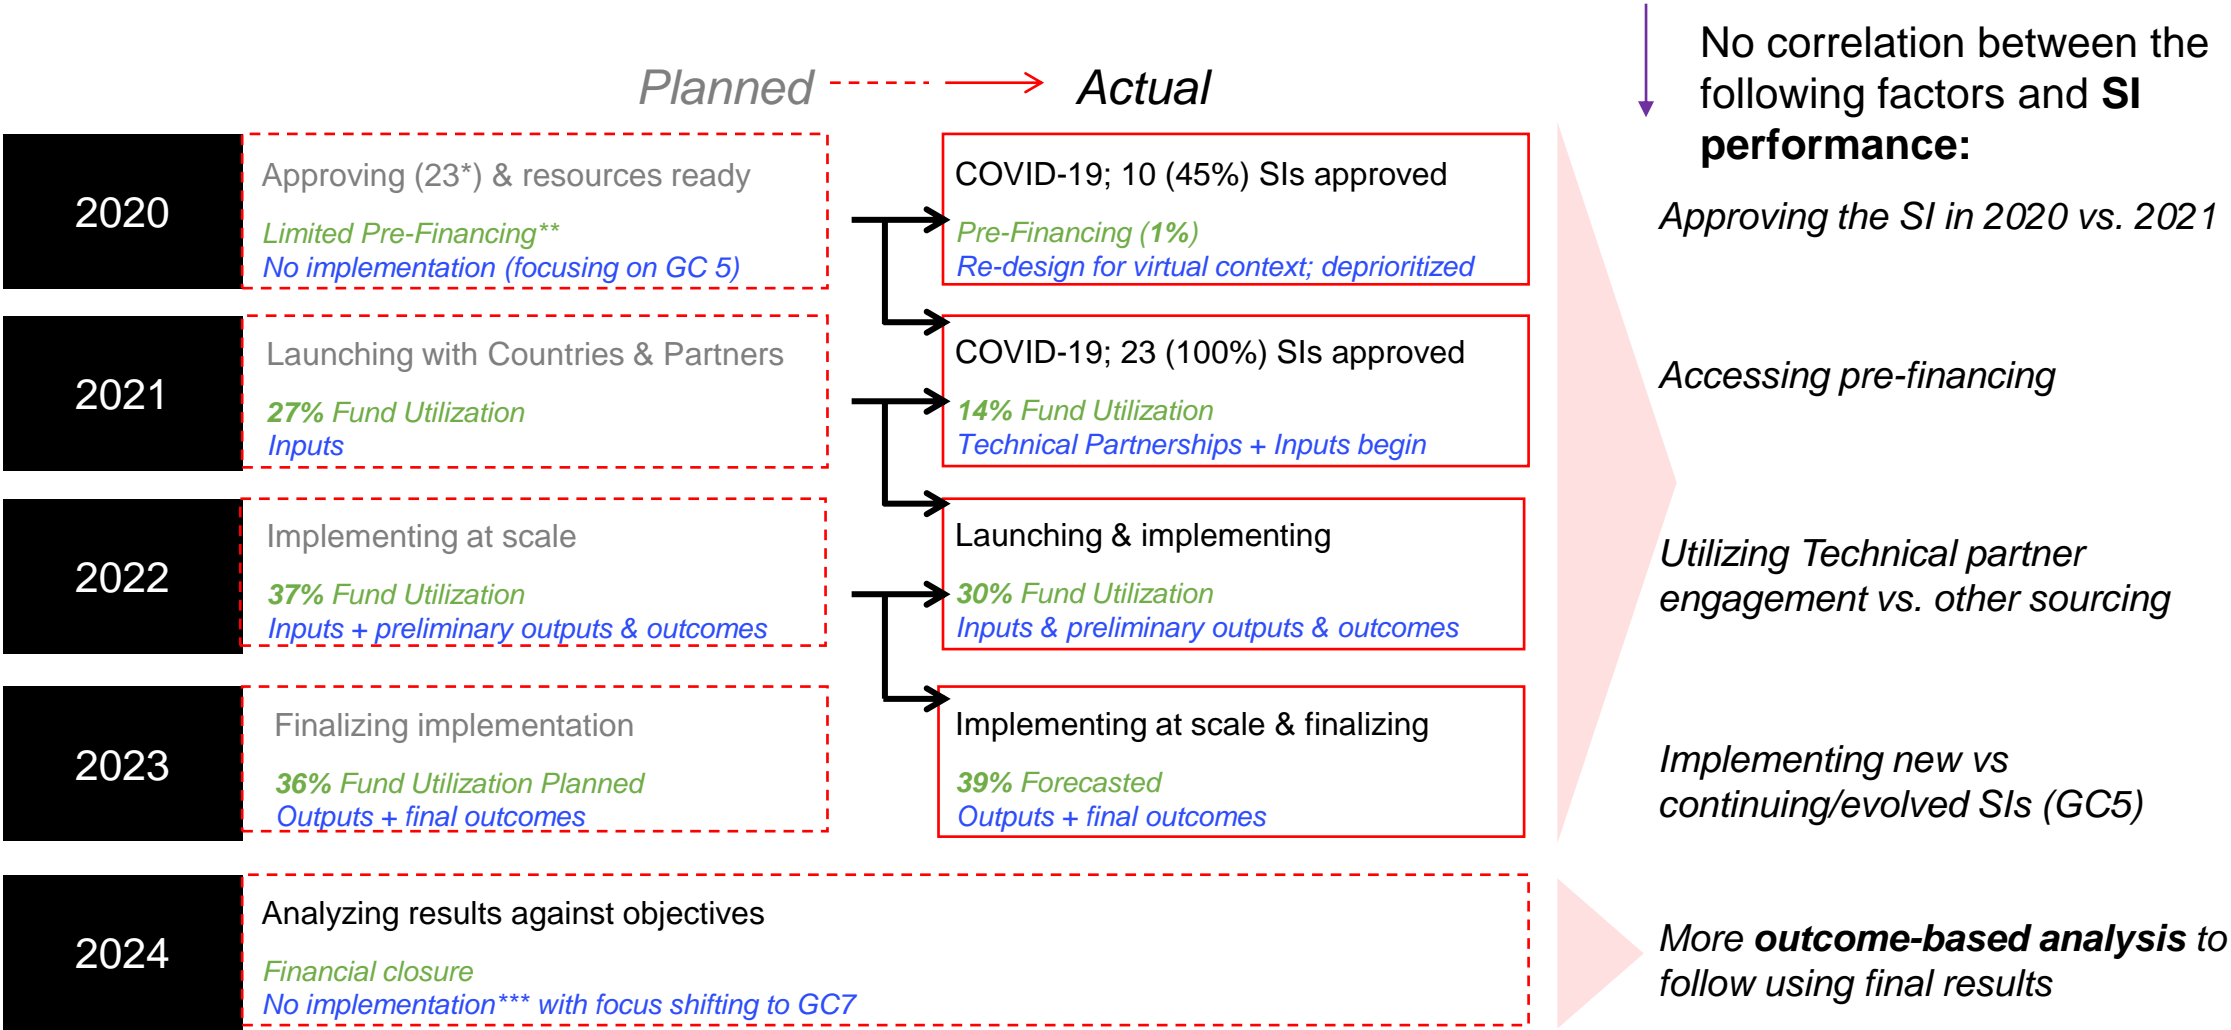 Planned
Actual
No correlation between the
following factors and SI
performance:
2020
Approving (23*) & resources ready
Limited Pre-Financing**
No implementation (focusing on GC 5)
COVID-19; 10 (45%) SIs approved
Pre-Financing (1%)
Re-design for virtual context; deprioritized
Approving the SI in 2020 vs. 2021
2021
Launching with Countries & Partners
27% Fund Utilization
Inputs
COVID-19; 23 (100%) SIs approved
14% Fund Utilization
Technical Partnerships + Inputs begin
Accessing pre-financing
2022
Implementing at scale
37% Fund Utilization
Inputs + preliminary outputs & outcomes
Launching & implementing
30% Fund Utilization
Inputs & preliminary outputs & outcomes
Utilizing Technical partner
engagement vs. other sourcing
2023
Finalizing implementation
36% Fund Utilization Planned
Outputs + final outcomes
Implementing at scale & finalizing
39% Forecasted
Outputs + final outcomes
Implementing new vs
continuing/evolved SIs (GC5)
2024
Analyzing results against objectives
Financial closure
No implementation*** with focus shifting to GC7
More outcome-based analysis to
follow using final results